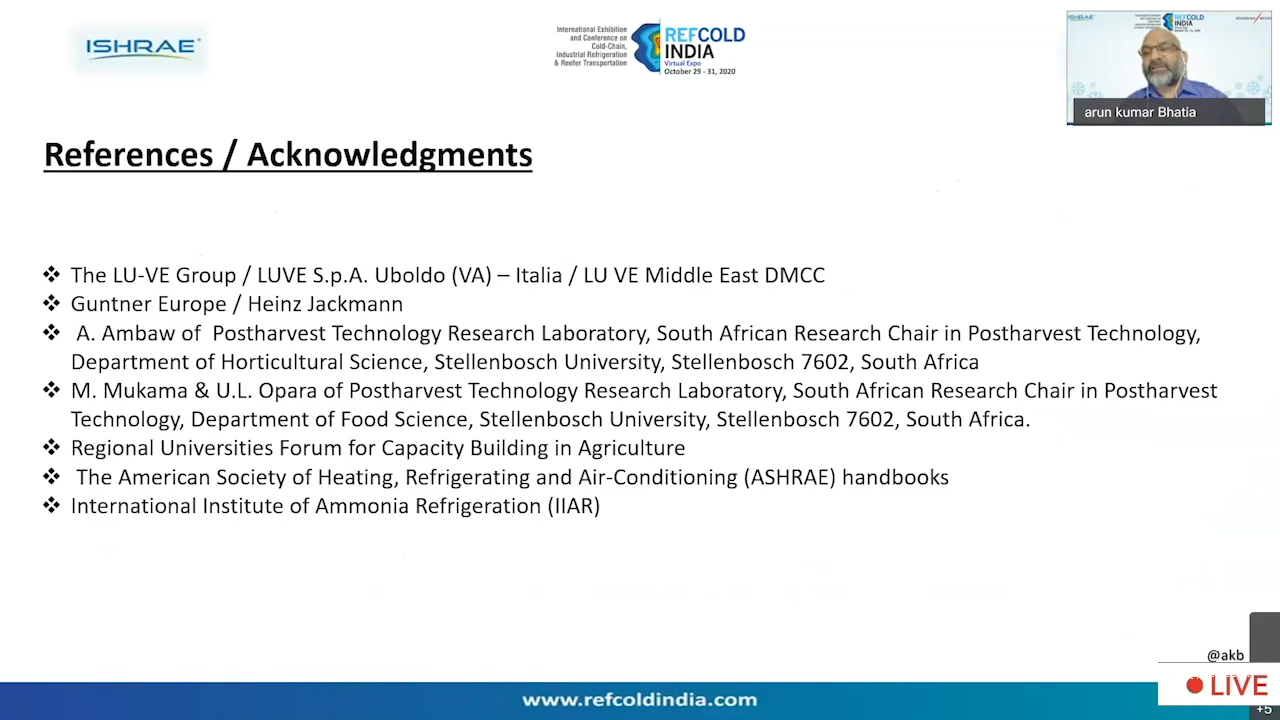 ISHRAE
International Exhibition
and Conference on
Cold-Chain,
Industrial Refrigeration
& Reefer Transportation
REFCOLD
INDIA
Virtual Expo
October 29 - 31, 2020
arun kumar Bhatia
References / Acknowledgments
❖ The LU-VE Group / LUVE S.p.A. Uboldo (VA) – Italia / LU VE Middle East DMCC
❖ Guntner Europe / Heinz Jackmann
❖ A. Ambaw of Postharvest Technology Research Laboratory, South African Research Chair in Postharvest Technology,
Department of Horticultural Science, Stellenbosch University, Stellenbosch 7602, South Africa
❖ M. Mukama & U.L. Opara of Postharvest Technology Research Laboratory, South African Research Chair in Postharvest
Technology, Department of Food Science, Stellenbosch University, Stellenbosch 7602, South Africa.
❖ Regional Universities Forum for Capacity Building in Agriculture
❖ The American Society of Heating, Refrigerating and Air-Conditioning (ASHRAE) handbooks
❖ International Institute of Ammonia Refrigeration (IIAR)
@akb
LIVE
+5
www.refcoldindia.com